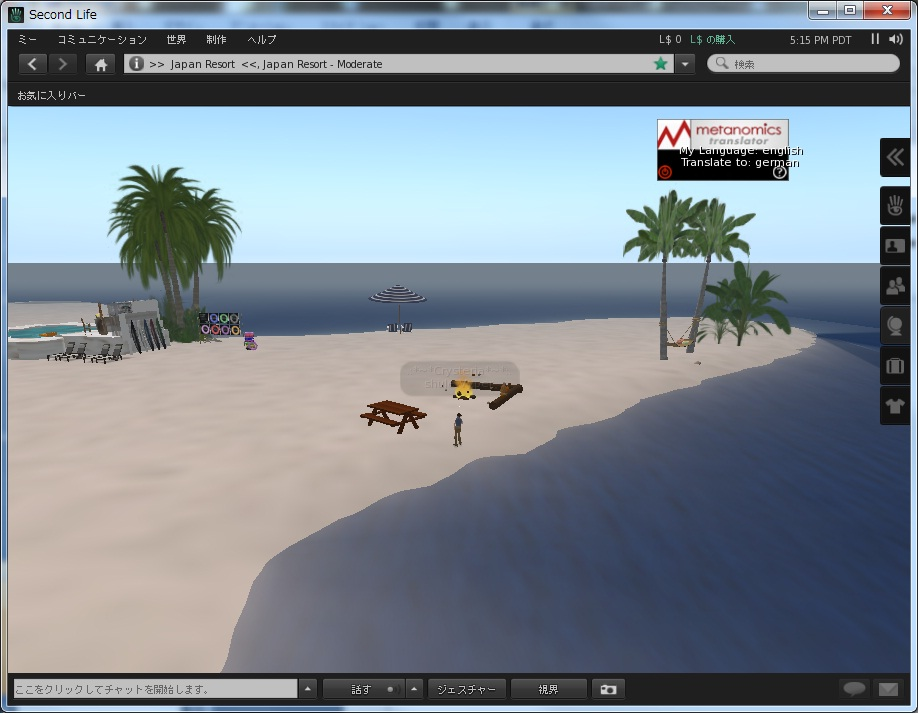 Second Life
ミー コミュニケーション 世界 制作 ヘルプ L$ 0 L$ の購入 5:15 PM PDT
>> Japan Resort <<, Japan Resort - Moderate 検索
お気に入りバー
metanomics
translator
My Language: english
Translate to: german
ここをクリックしてチャットを開始します。 話す ジェスチャー 視界